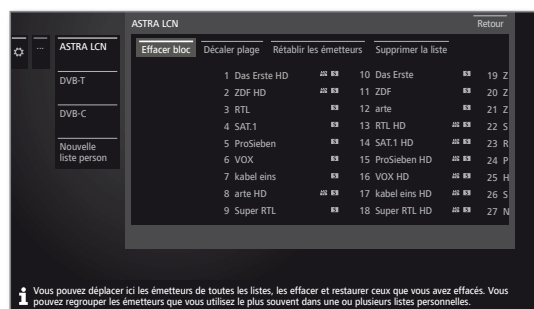 ASTRA LCN Retour
... ASTRA LCN
DVB-T
DVB-C
Nouvelle
liste person
Effacer bloc Décaler plage Rétablir les émetteurs Supprimer la liste
1 Das Erste HD 10 Das Erste 19 Z
2 ZDF HD 11 ZDF 20 Z
3 RTL 12 arte 21 Z
4 SAT.1 13 RTL HD 22 S
5 ProSieben 14 SAT.1 HD 23 R
6 VOX 15 ProSieben HD 24 P
7 kabel eins 16 VOX HD 25 H
8 arte HD 17 kabel eins HD 26 S
9 Super RTL 18 Super RTL HD 27 N
Vous pouvez déplacer ici les émetteurs de toutes les listes, les effacer et restaurer ceux que vous avez effacés. Vous
pouvez regrouper les émetteurs que vous utilisez le plus souvent dans une ou plusieurs listes personnelles.